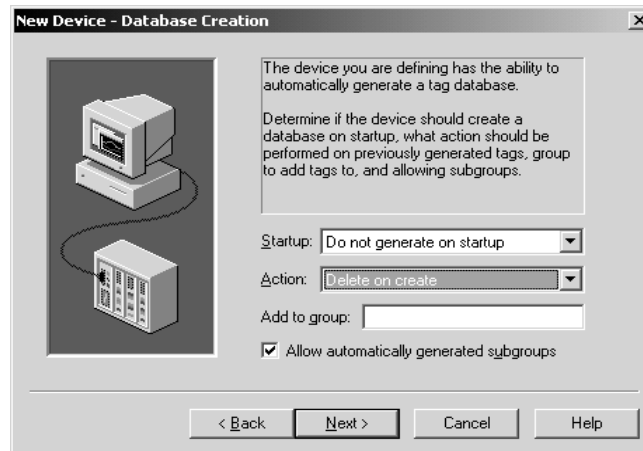 New Device - Database Creation
The device you are defining has the ability to
automatically generate a tag database.
Determine if the device should create a
database on startup, what action should be
performed on previously generated tags, group
to add tags to, and allowing subgroups.
Startup: Do not generate on startup
Action: Delete on create
Add to group:
Allow automatically generated subgroups
< Back Next > Cancel Help